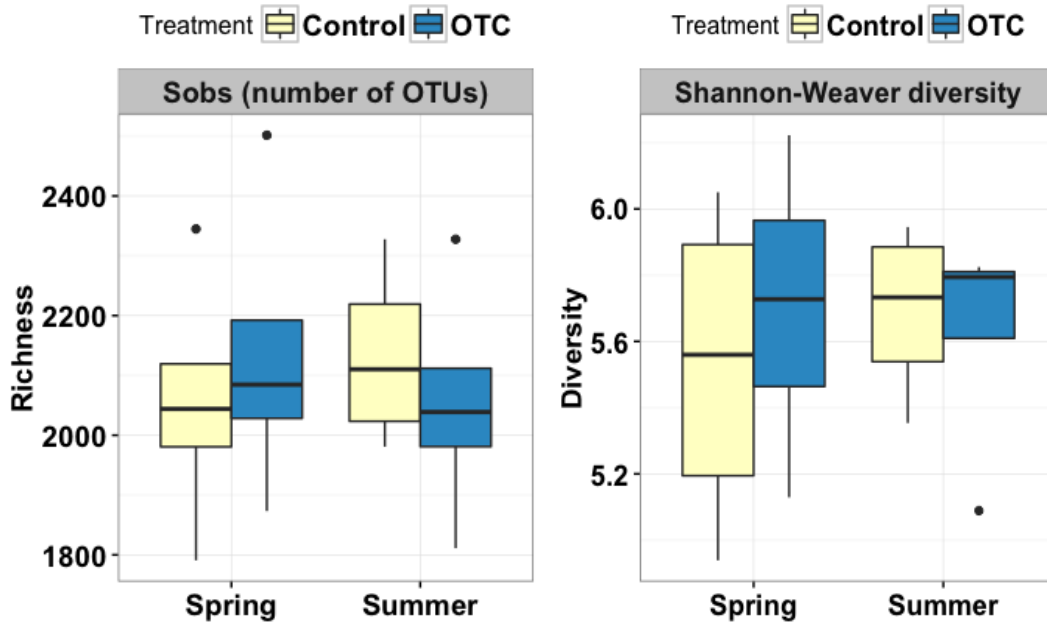 Treatment Control OTC
Sobs (number of OTUs)
Richness
2400
2200
2000
1800
Spring Summer
Treatment Control OTC
Shannon-Weaver diversity
Diversity
6.0
5.6
5.2
Spring Summer